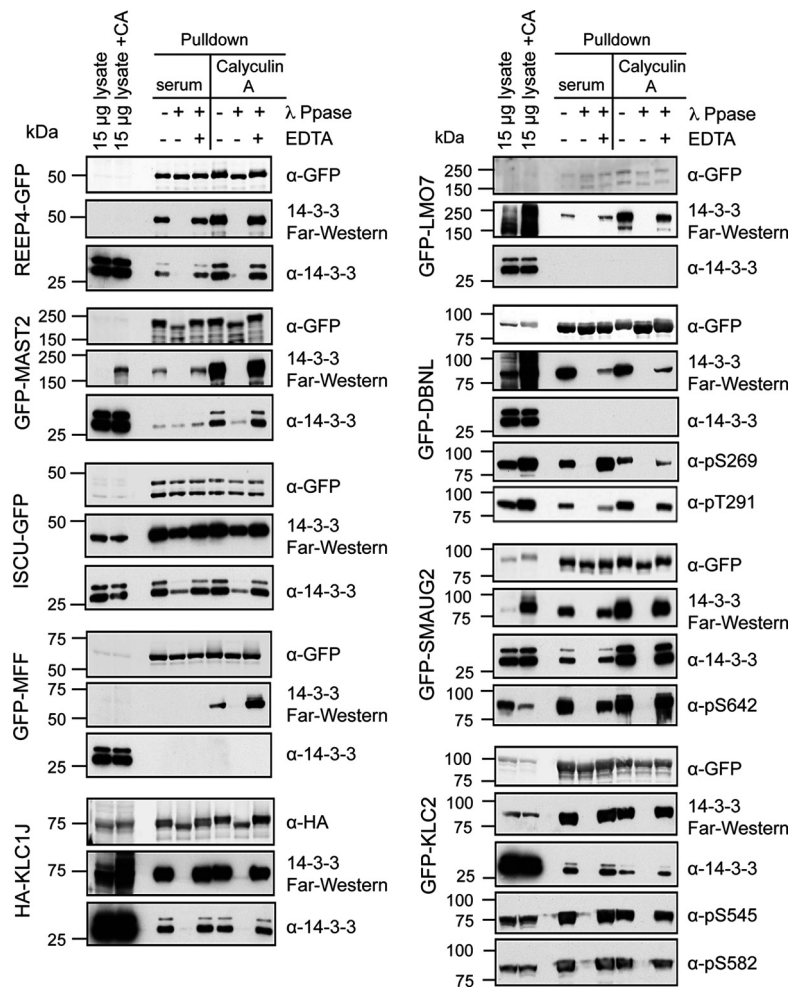 15 µg lysate
15 µg lysate +CA
Pulldown
serum
Calyculin
A
- + + - + +
λ Ppase
- - + - - +
EDTA
kDa
REEP4-GFP
50
α-GFP
50
14-3-3
Far-Western
25
α-14-3-3
GFP-MAST2
250
150
α-GFP
250
150
14-3-3
Far-Western
25
α-14-3-3
ISCU-GFP
50
α-GFP
50
14-3-3
Far-Western
25
α-14-3-3
GFP-MFF
75
50
α-GFP
75
50
14-3-3
Far-Western
25
α-14-3-3
HA-KLC1J
75
α-HA
75
14-3-3
Far-Western
25
α-14-3-3
15 µg lysate
15 µg lysate +CA
Pulldown
serum
Calyculin
A
- + + - + +
λ Ppase
- - + - - +
EDTA
kDa
GFP-LMO7
250
150
α-GFP
250
150
14-3-3
Far-Western
25
α-14-3-3
GFP-DBNL
100
75
α-GFP
100
75
14-3-3
Far-Western
25
α-14-3-3
100
75
α-pS269
100
75
α-pT291
GFP-SMAUG2
100
75
α-GFP
100
75
14-3-3
Far-Western
25
α-14-3-3
100
75
α-pS642
GFP-KLC2
100
75
α-GFP
100
75
14-3-3
Far-Western
25
α-14-3-3
100
75
α-pS545
100
75
α-pS582